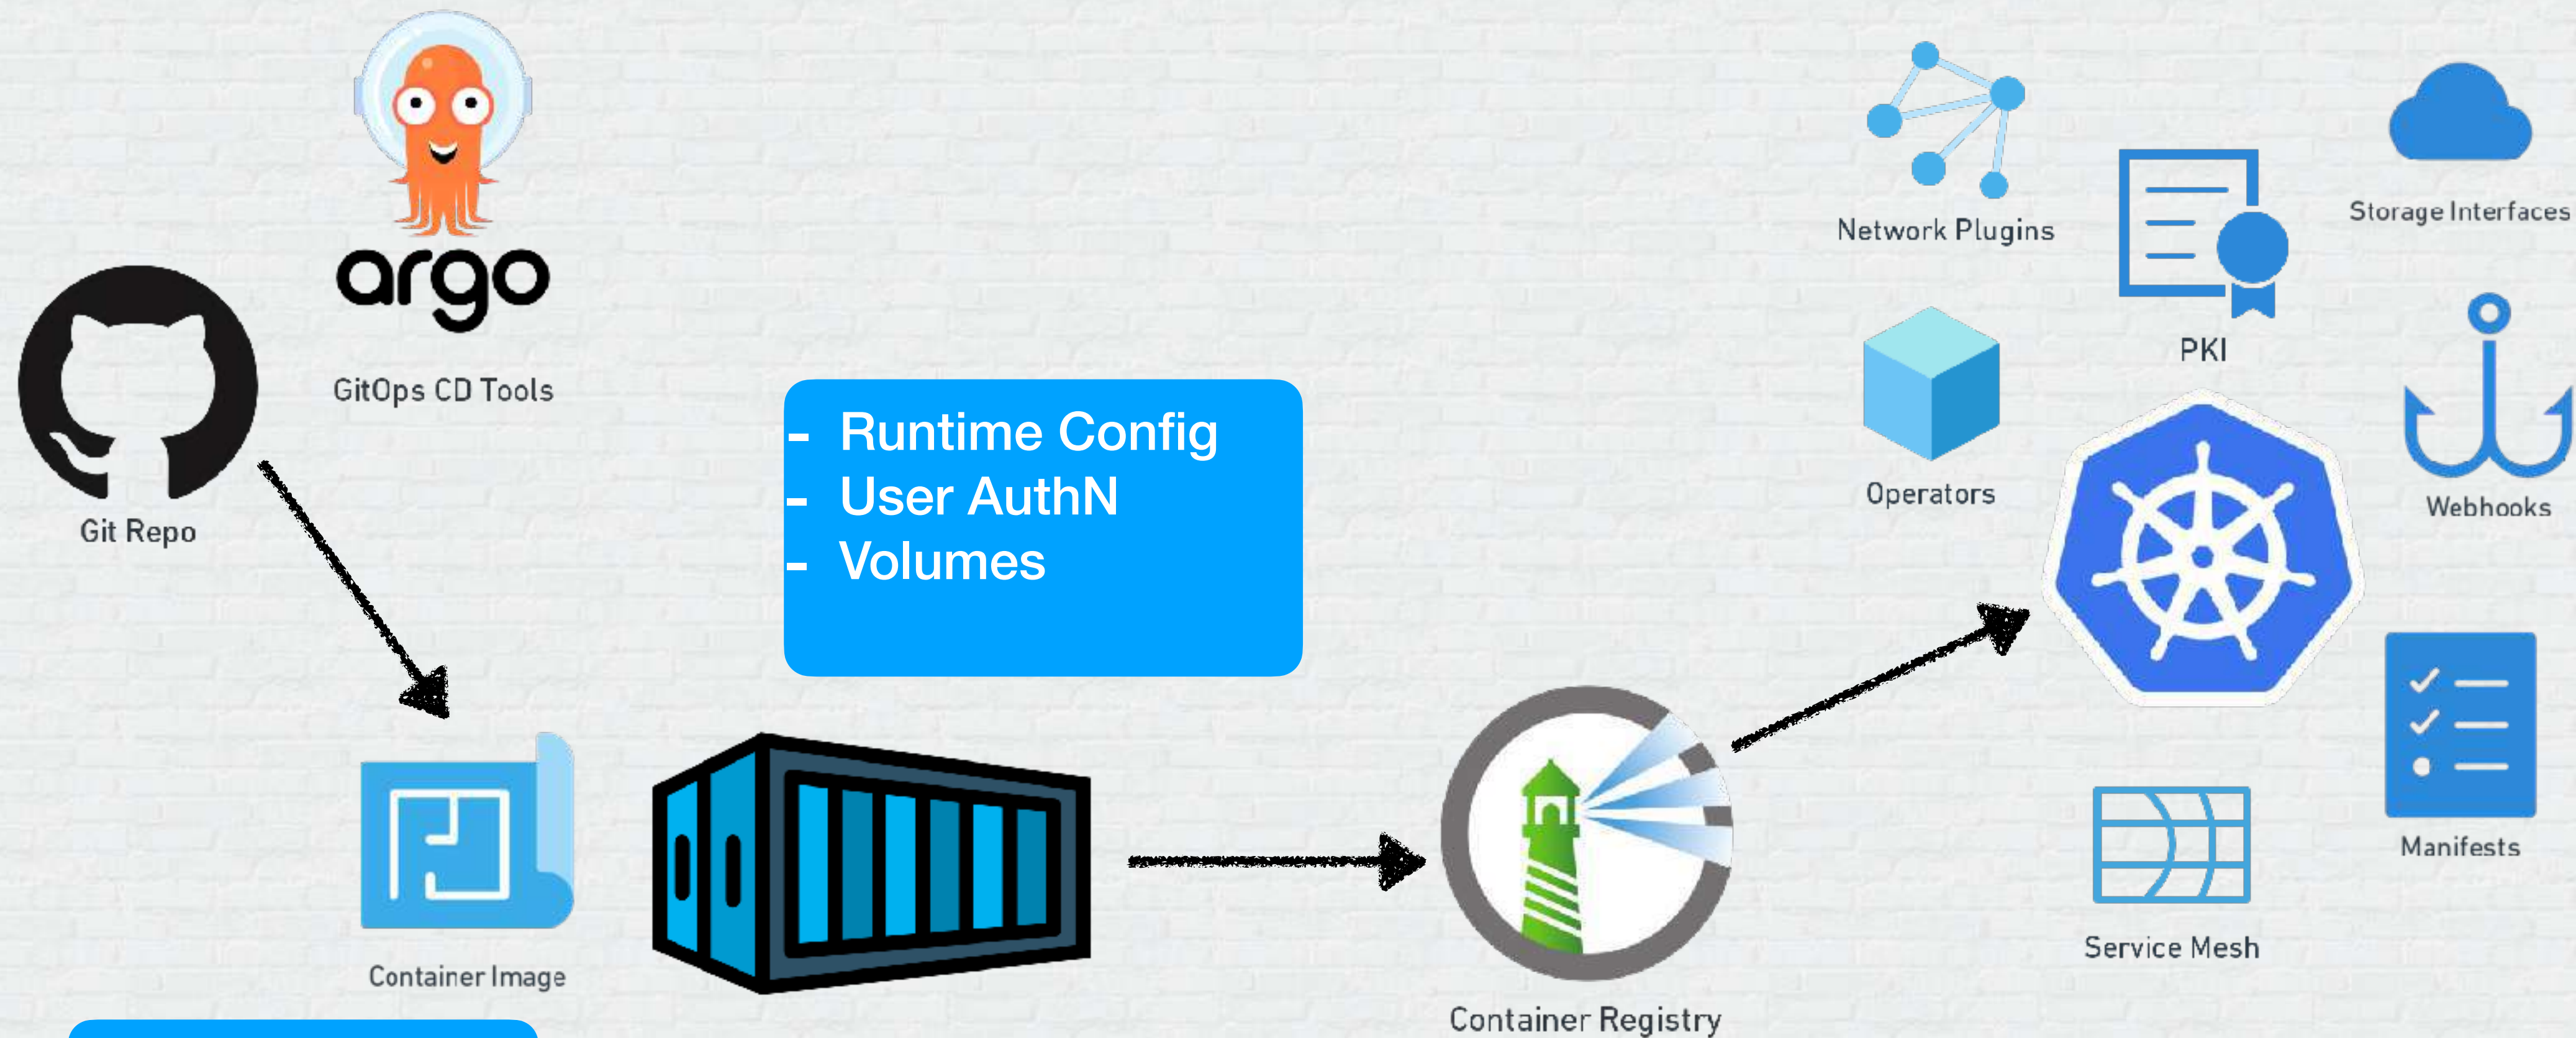 argo
GitOps CD Tools
Git Repo
- Runtime Config
- User AuthN
- Volumes
Container Image
Container Registry
Network Plugins
Storage Interfaces
PKI
Operators
Webhooks
Manifests
Service Mesh